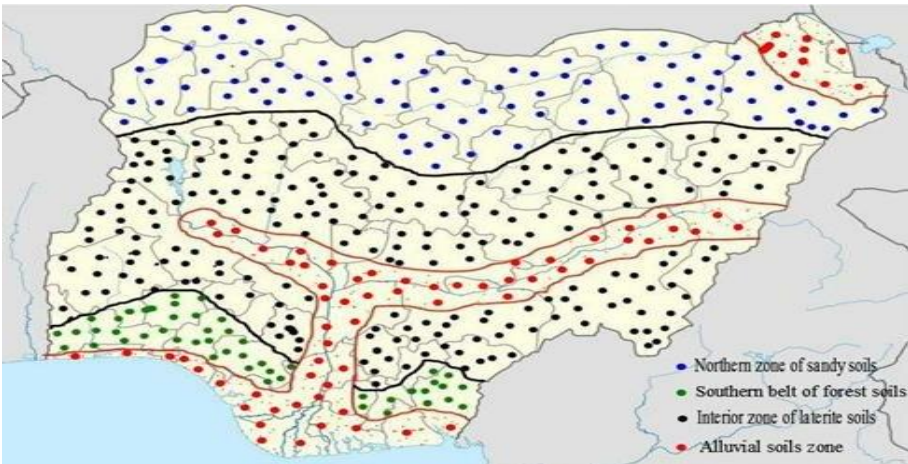 Northern zone of sandy soils
Southern belt of forest soils
Interior zone of laterite soils
Alluvial soils zone